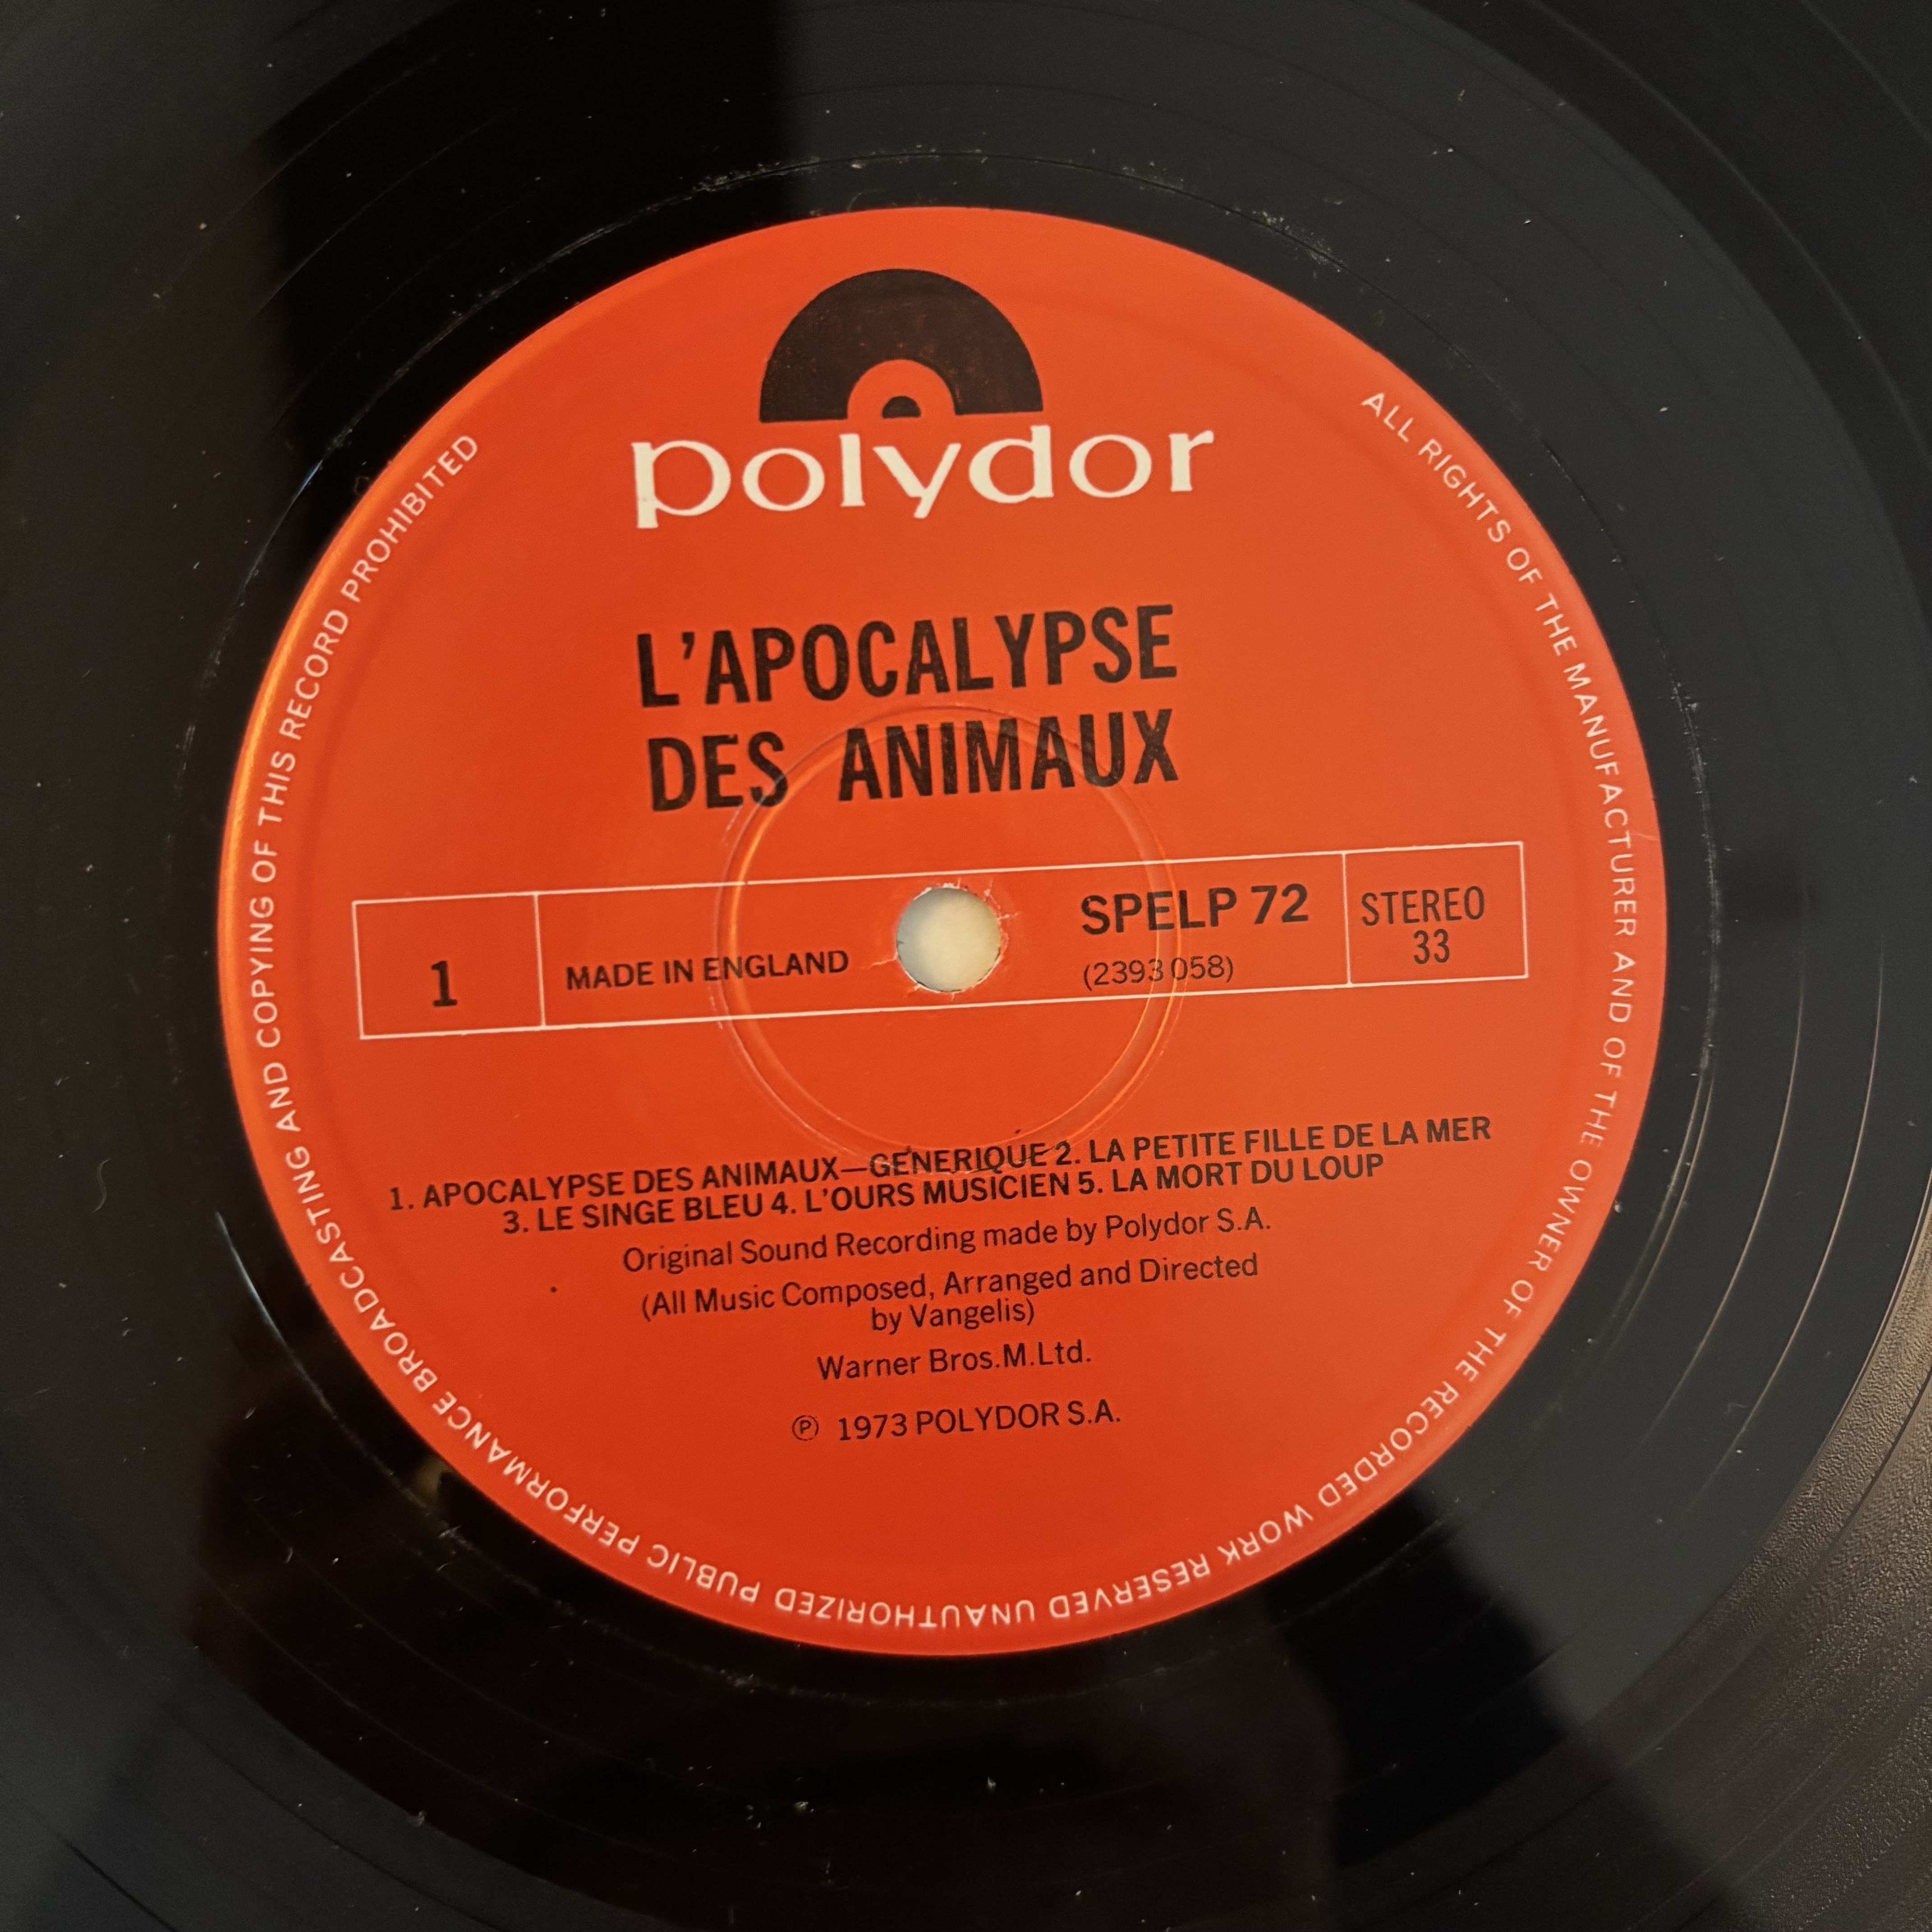 polydor
L'APOCALYPSE
DES ANIMAUX
1
MADE IN ENGLAND
SPELP 72
(2393 058)
STEREO
33
1. APOCALYPSE DES ANIMAUX—GÉNERIQUE 2. LA PETITE FILLE DE LA MER
3. LE SINGE BLEU 4. L'OURS MUSICIEN 5. LA MORT DU LOUP
Original Sound Recording made by Polydor S.A.
(All Music Composed, Arranged and Directed
by Vangelis)
Warner Bros.M.Ltd.
Ⓟ 1973 POLYDOR S.A.
ALL RIGHTS OF THE MANUFACTURER AND OF THE OWNER OF THE RECORDED WORK RESERVED UNAUTHORIZED PUBLIC PERFORMANCE BROADCASTING AND COPYING OF THIS RECORD PROHIBITED